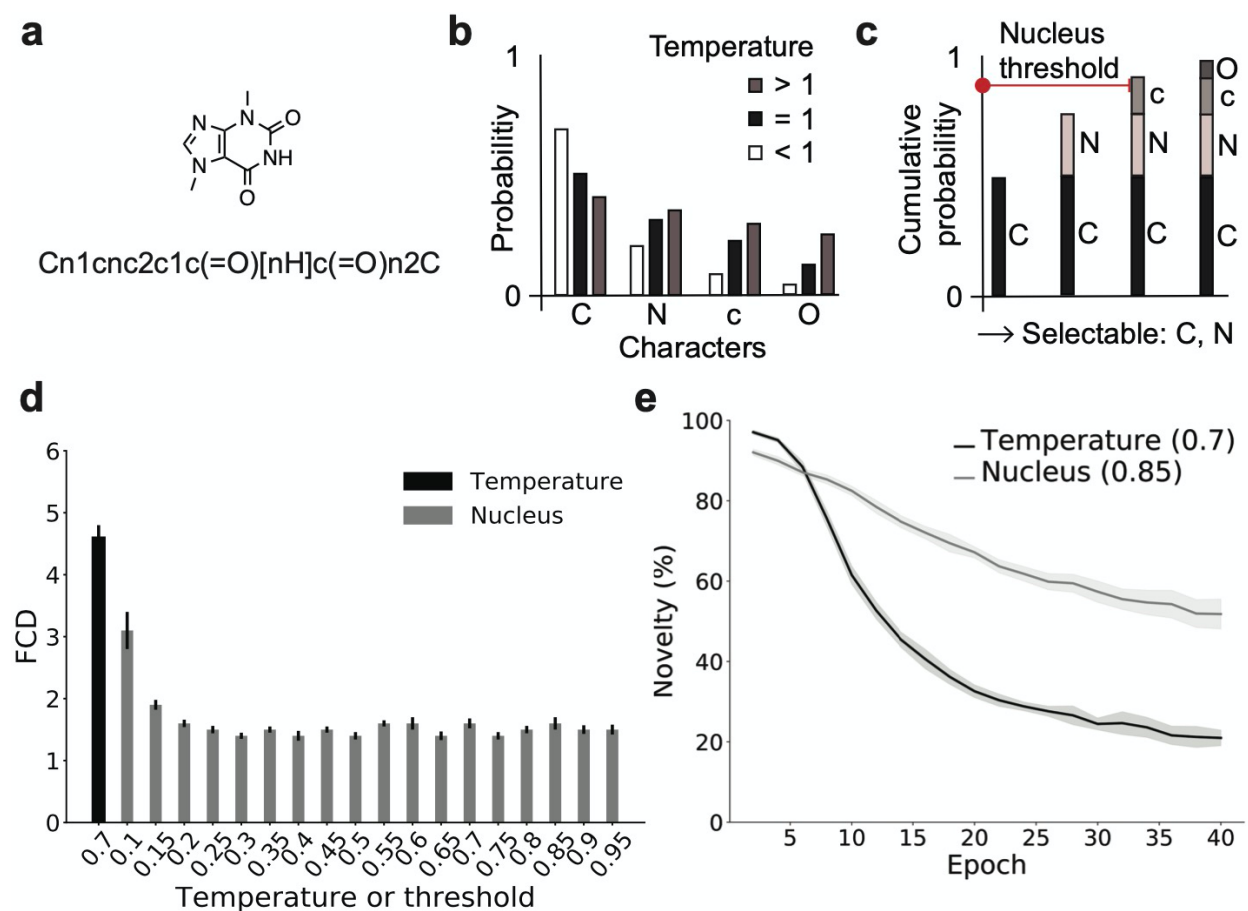 a
N
N
O
N
NH
N
O
Cn1cnc2c1c(=O)[nH]c(=O)n2C
b
Temperature
> 1
= 1
< 1
1
0
Probabilitiy
C N c O
Characters
c
Nucleus
threshold
1
0
Cumulative
probability
C
N
C
c
N
C
O
c
N
C
→ Selectable: C, N
d
6
5
4
3
2
1
0
FCD
Temperature
Nucleus
0.7 0.1 0.15 0.2 0.25 0.3 0.35 0.4 0.45 0.5 0.55 0.6 0.65 0.7 0.75 0.8 0.85 0.9 0.95
Temperature or threshold
e
100
80
60
40
20
0
Novelty (%)
Temperature (0.7)
Nucleus (0.85)
5 10 15 20 25 30 35 40
Epoch